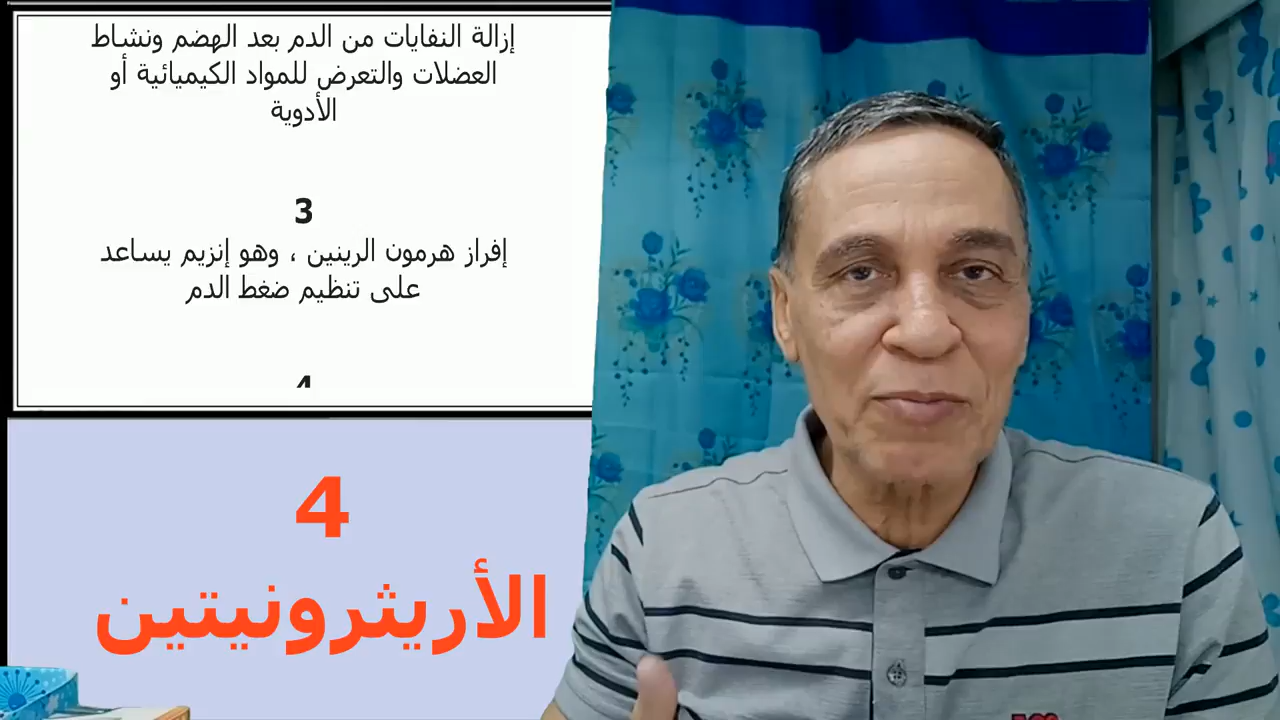 إزالة النفايات من الدم بعد الهضم ونشاط
العضلات والتعرض للمواد الكيميائية أو
الأدوية
3
إفراز هرمون الرينين ، وهو إنزيم يساعد
على تنظيم ضغط الدم
4
4
الأريثرونيتين